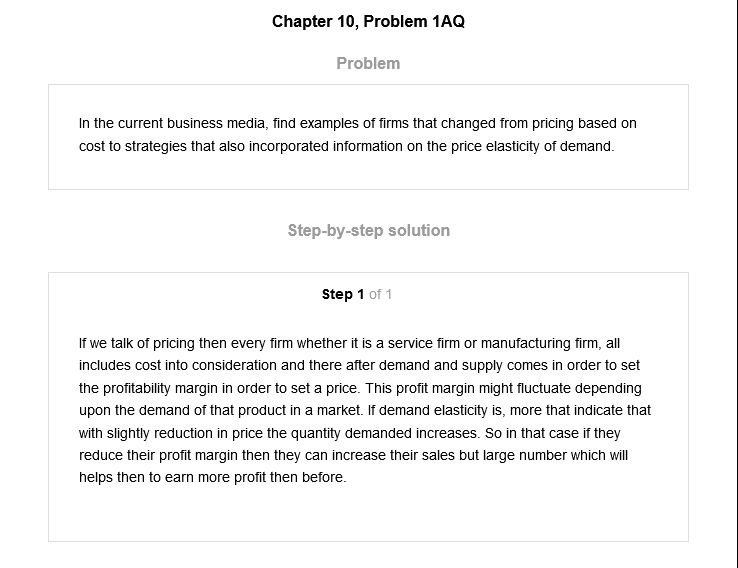 Chapter 10, Problem 1AQ
Problem
In the current business media, find examples of firms that changed from pricing based on
cost to strategies that also incorporated information on the price elasticity of demand.
Step-by-step solution
Step 1 of 1
If we talk of pricing then every firm whether it is a service firm or manufacturing firm, all
includes cost into consideration and there after demand and supply comes in order to set
the profitability margin in order to set a price. This profit margin might fluctuate depending
upon the demand of that product in a market. If demand elasticity is, more that indicate that
with slightly reduction in price the quantity demanded increases. So in that case if they
reduce their profit margin then they can increase their sales but large number which will
helps then to earn more profit then before.